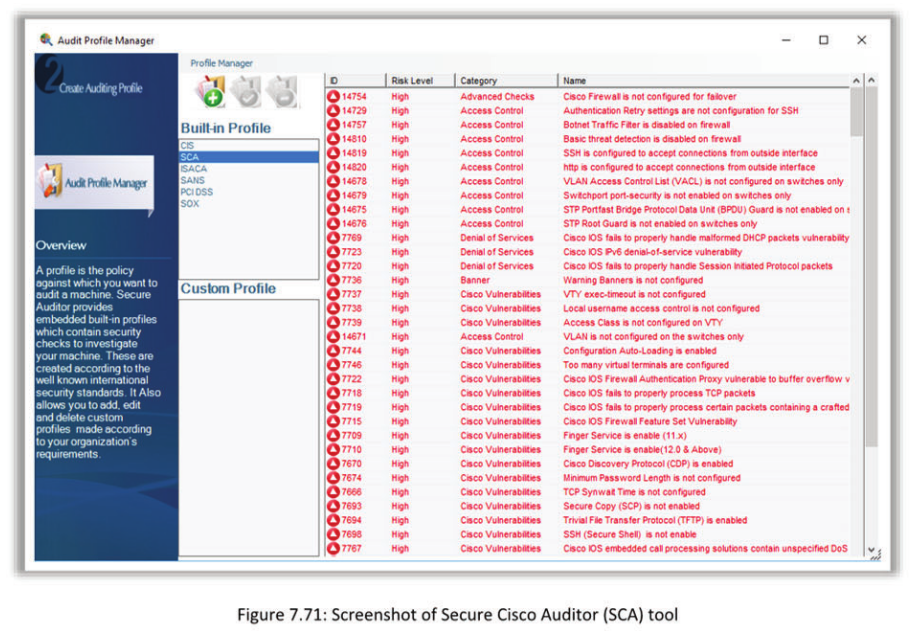 Audit Profile Manager
2
Create Auditing Profile
Audit Profile Manager
Overview
A profile is the policy
against which you want to
audit a machine. Secure
Auditor provides
embedded built-in profiles
which contain security
checks to investigate
your machine. These are
created according to the
well known international
security standards. It Also
allows you to add, edit
and delete custom
profiles made according
to your organization's
requirements.
Profile Manager
Built-in Profile
CIS
SCA
ISACA
SANS
PCI DSS
SOX
Custom Profile
ID Risk Level Category Name
14754 High Advanced Checks Cisco Firewall is not configured for failover
14729 High Access Control Authentication Retry settings are not configuration for SSH
14757 High Access Control Botnet Traffic Filter is disabled on firewall
14810 High Access Control Basic threat detection is disabled on firewall
14819 High Access Control SSH is configured to accept connections from outside interface
14820 High Access Control http is configured to accept connections from outside interface
14678 High Access Control VLAN Access Control List (VACL) is not configured on switches only
14679 High Access Control Switchport port-security is not enabled on switches only
14675 High Access Control STP Portfast Bridge Protocol Data Unit (BPDU) Guard is not enabled on s
14676 High Access Control STP Root Guard is not enabled on switches only
7769 High Denial of Services Cisco IOS fails to properly handle malformed DHCP packets vulnerability
7723 High Denial of Services Cisco IOS IPv6 denial-of-service vulnerability
7720 High Denial of Services Cisco IOS fails to properly handle Session Initiated Protocol packets
7736 High Banner Warning Banners is not configured
7737 High Cisco Vulnerabilities VTY exec-timeout is not configured
7738 High Cisco Vulnerabilities Local username access control is not configured
7739 High Cisco Vulnerabilities Access Class is not configured on VTY
14671 High Access Control VLAN is not configured on the switches only
7744 High Cisco Vulnerabilities Configuration Auto-Loading is enabled
7746 High Cisco Vulnerabilities Too many virtual terminals are configured
7722 High Cisco Vulnerabilities Cisco IOS Firewall Authentication Proxy vulnerable to buffer overflow v
7718 High Cisco Vulnerabilities Cisco IOS fails to properly process TCP packets
7719 High Cisco Vulnerabilities Cisco IOS fails to properly process certain packets containing a crafted
7715 High Cisco Vulnerabilities Cisco IOS Firewall Feature Set Vulnerability
7709 High Cisco Vulnerabilities Finger Service is enable (11.x)
7710 High Cisco Vulnerabilities Finger Service is enable(12.0 & Above)
7670 High Cisco Vulnerabilities Cisco Discovery Protocol (CDP) is enabled
7674 High Cisco Vulnerabilities Minimum Password Length is not configured
7666 High Cisco Vulnerabilities TCP Synwait Time is not configured
7693 High Cisco Vulnerabilities Secure Copy (SCP) is not enabled
7694 High Cisco Vulnerabilities Trivial File Transfer Protocol (TFTP) is enabled
7698 High Cisco Vulnerabilities SSH (Secure Shell) is not enable
7767 High Cisco Vulnerabilities Cisco IOS embedded call processing solutions contain unspecified DoS
Figure 7.71: Screenshot of Secure Cisco Auditor (SCA) tool